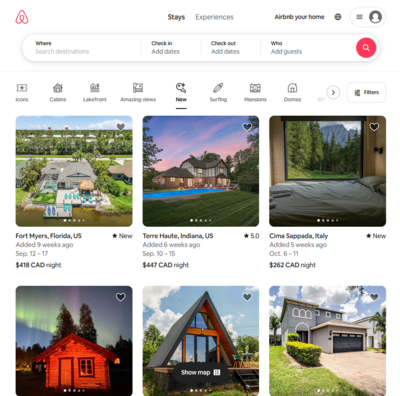 Stays Experiences Airbnb your home
Where
Search destinations
Check in
Add dates
Check out
Add dates
Who
Add guests
Icons
Cabins
Lakefront
Amazing views
New
Surfing
Mansions
Domes
Filters
Fort Myers, Florida, US New
Added 9 weeks ago
Sep. 12 – 17
$418 CAD night
Terre Haute, Indiana, US 5.0
Added 6 weeks ago
Sep. 10 – 15
$447 CAD night
Cima Sappada, Italy New
Added 5 weeks ago
Oct. 6 – 11
$262 CAD night
Show map